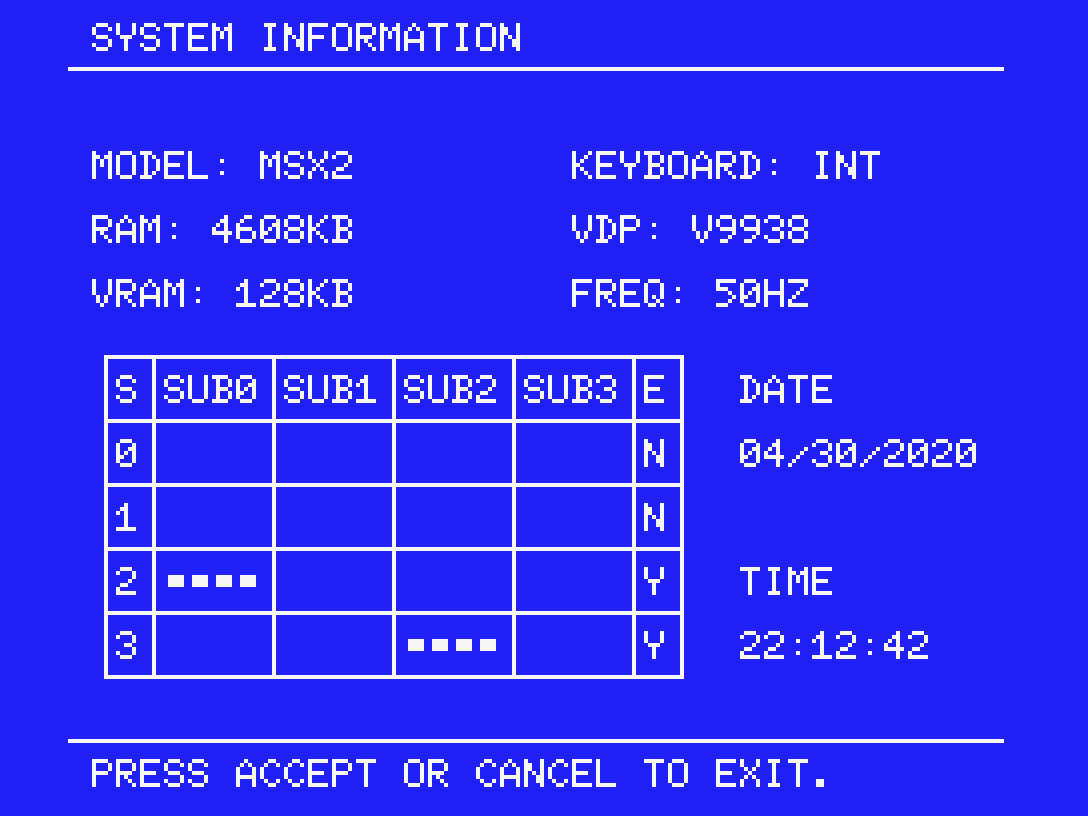 SYSTEM INFORMATION
MODEL: MSX2 KEYBOARD: INT
RAM: 4608KB VDP: V9938
VRAM: 128KB FREQ: 50HZ
S SUB0 SUB1 SUB2 SUB3 E DATE
0 N 04/30/2020
1 N
2 ---- Y TIME
3 ---- Y 22:12:42
PRESS ACCEPT OR CANCEL TO EXIT.